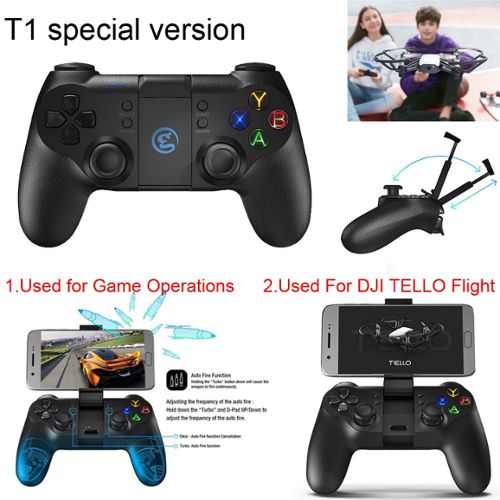 T1 special version
Y
X
B
A
1.Used for Game Operations
2.Used For DJI TELLO Flight
Auto Fire Function
Holding the "Turbo" button down will cause the
weapon to fire continuously.
Adjusting the frequency of the auto fire :
Hold down the "Turbo" and D-Pad UP/Down to
Adjust the frequency of the auto fire.
Clear : Auto Fire function Cancellation
Turbo: Auto Fire function
TELLO